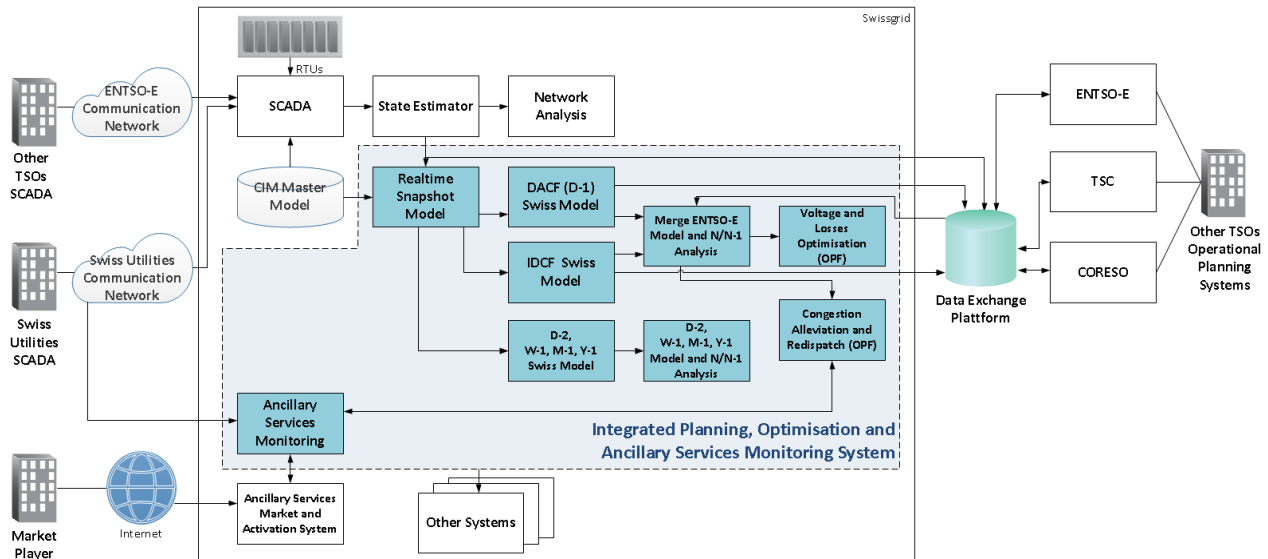 Swissgrid
RTUs
ENTSO-E
Communication
Network
Other
TSOs
SCADA
SCADA
State Estimator
Network
Analysis
CIM Master
Model
Realtime
Snapshot
Model
DACF (D-1)
Swiss Model
Merge ENTSO-E
Model and N/N-1
Analysis
Voltage and
Losses
Optimisation
(OPF)
IDCF Swiss
Model
Congestion
Alleviation and
Redispatch (OPF)
D-2,
W-1, M-1, Y-1
Swiss Model
D-2,
W-1, M-1, Y-1
Model and N/N-1
Analysis
Swiss Utilities
Communication
Network
Swiss
Utilities
SCADA
Ancillary
Services
Monitoring
Integrated Planning, Optimisation and
Ancillary Services Monitoring System
Market
Player
Internet
Ancillary Services
Market and
Activation System
Other Systems
Data Exchange
Plattform
ENTSO-E
TSC
CORESO
Other TSOs
Operational
Planning
Systems